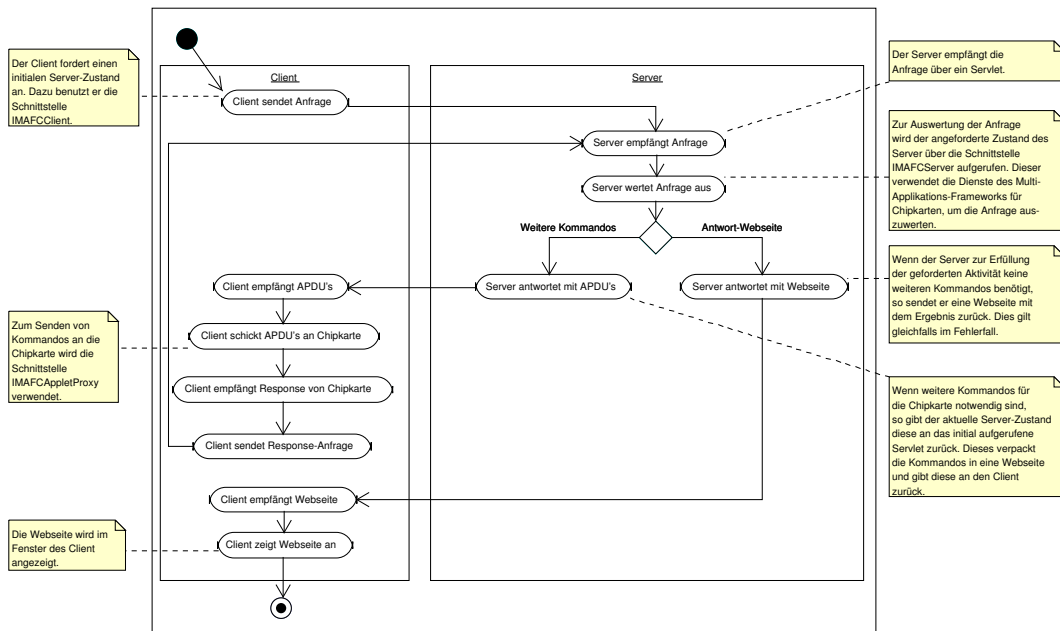 Der Client fordert einen
initialen Server-Zustand
an. Dazu benutzt er die
Schnittstelle
IMAFCClient.
Client
Server
Client sendet Anfrage
Der Server empfängt die
Anfrage über ein Servlet.
Server empfängt Anfrage
Server wertet Anfrage aus
Zur Auswertung der Anfrage
wird der angeforderte Zustand des
Server über die Schnittstelle
IMAFCServer aufgerufen. Dieser
verwendet die Dienste des Multi-
Applikations-Frameworks für
Chipkarten, um die Anfrage aus-
zuwerten.
Weitere Kommandos
Antwort-Webseite
Client empfängt APDU's
Server antwortet mit APDU's
Server antwortet mit Webseite
Wenn der Server zur Erfüllung
der geforderten Aktivität keine
weiteren Kommandos benötigt,
so sendet er eine Webseite mit
dem Ergebnis zurück. Dies gilt
gleichfalls im Fehlerfall.
Zum Senden von
Kommandos an die
Chipkarte wird die
Schnittstelle
IMAFCAppletProxy
verwendet.
Client schickt APDU's an Chipkarte
Client empfängt Response von Chipkarte
Client sendet Response-Anfrage
Wenn weitere Kommandos für
die Chipkarte notwendig sind,
so gibt der aktuelle Server-Zustand
diese an das initial aufgerufene
Servlet zurück. Dieses verpackt
die Kommandos in eine Webseite
und gibt diese an den Client
zurück.
Client empfängt Webseite
Die Webseite wird im
Fenster des Client
angezeigt.
Client zeigt Webseite an